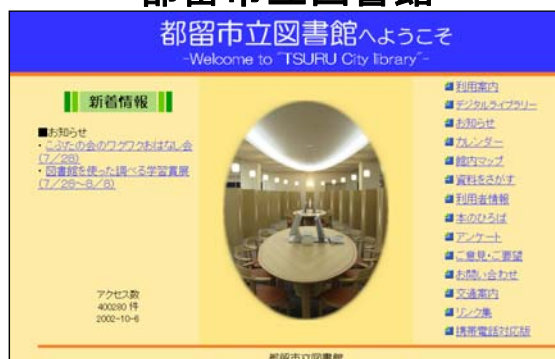 都留市立図書館
都留市立図書館へようこそ
-Welcome to "TSURU City library"-
新着情報
■お知らせ
・こぶたの会のワクワクおはなし会
(7/28)
・図書館を使った調べる学習賞展
(7/28~8/8)
アクセス数
400280 件
2002-10-6
利用案内
デジタルライブラリー
お知らせ
カレンダー
館内マップ
資料をさがす
利用者情報
本のひろば
アンケート
ご意見・ご要望
お問い合わせ
交通案内
リンク集
携帯電話対応版
都留市立図書館